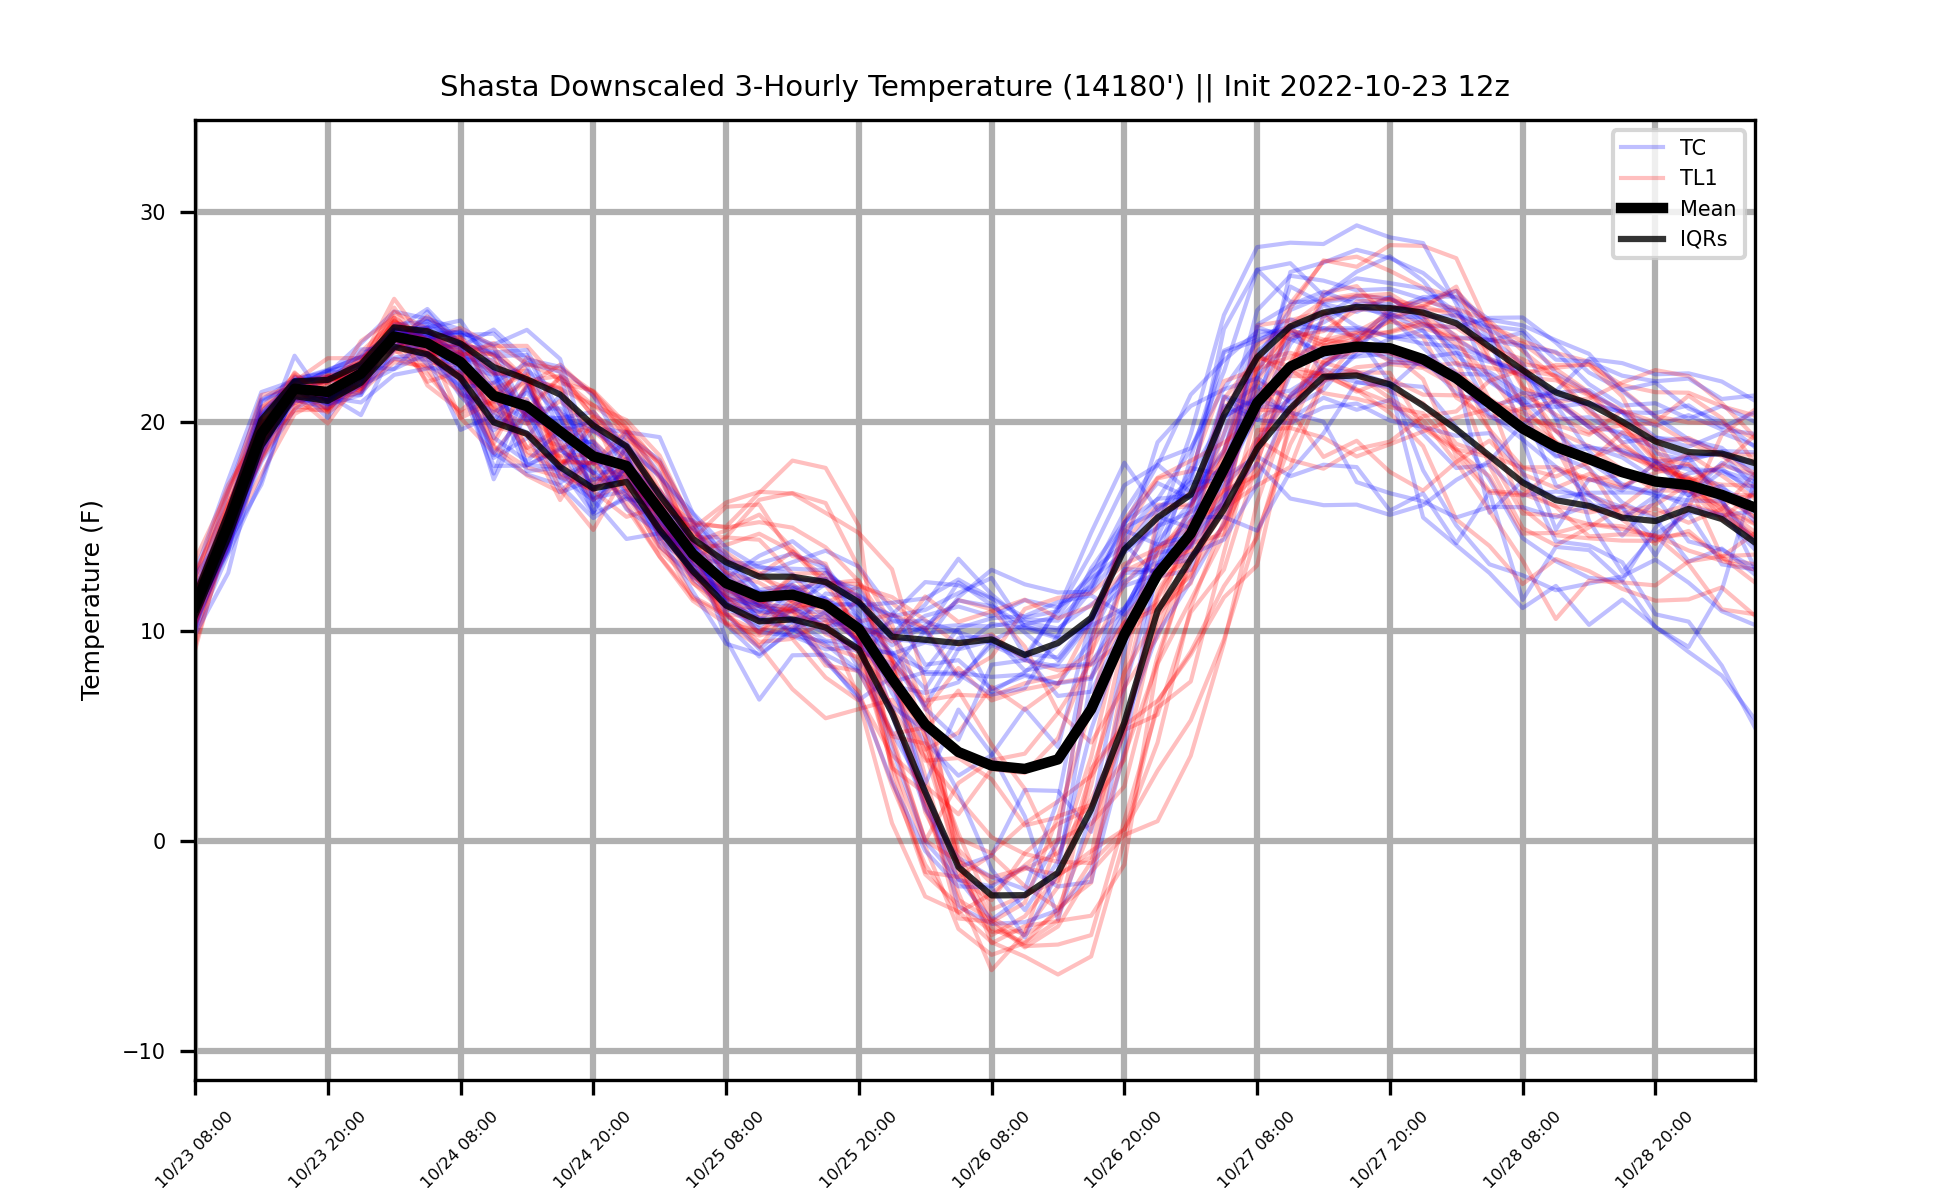 Shasta Downscaled 3-Hourly Temperature (14180') || Init 2022-10-23 12z
TC
TL1
Mean
IQRs
Temperature (F)
30
20
10
0
−10
10/23 08:00
10/23 20:00
10/24 08:00
10/24 20:00
10/25 08:00
10/25 20:00
10/26 08:00
10/26 20:00
10/27 08:00
10/27 20:00
10/28 08:00
10/28 20:00